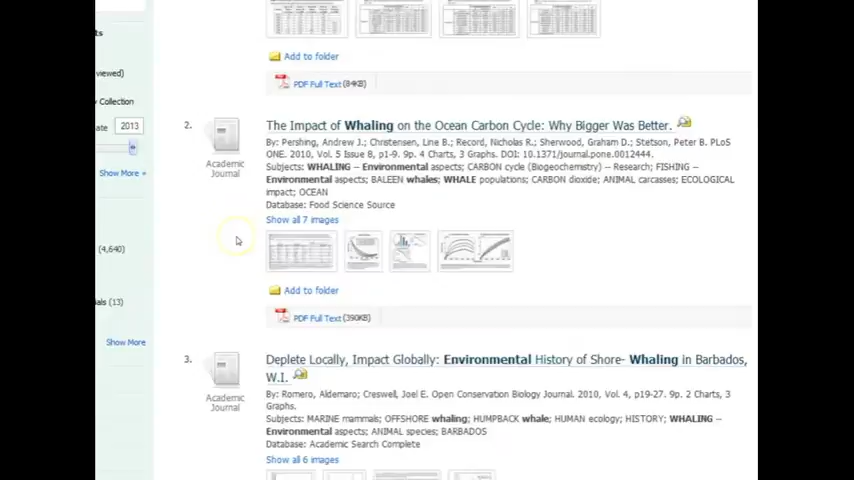 ts
viewed)
Collection
ate 2013
Show More »
(4,640)
als (13)
Show More
Add to folder
PDF Full Text (84KB)
2.
The Impact of Whaling on the Ocean Carbon Cycle: Why Bigger Was Better.
Academic
Journal
By: Pershing, Andrew J.; Christensen, Line B.; Record, Nicholas R.; Sherwood, Graham D.; Stetson, Peter B. PLoS
ONE. 2010, Vol. 5 Issue 8, p1-9. 9p. 4 Charts, 3 Graphs. DOI: 10.1371/journal.pone.0012444.
Subjects: WHALING -- Environmental aspects; CARBON cycle (Biogeochemistry) -- Research; FISHING --
Environmental aspects; BALEEN whales; WHALE populations; CARBON dioxide; ANIMAL carcasses; ECOLOGICAL
impact; OCEAN
Database: Food Science Source
Show all 7 images
Add to folder
PDF Full Text (390KB)
3.
Deplete Locally, Impact Globally: Environmental History of Shore- Whaling in Barbados,
W.I.
Academic
Journal
By: Romero, Aldemaro; Creswell, Joel E. Open Conservation Biology Journal. 2010, Vol. 4, p19-27. 9p. 2 Charts, 3
Graphs.
Subjects: MARINE mammals; OFFSHORE whaling; HUMPBACK whale; HUMAN ecology; HISTORY; WHALING --
Environmental aspects; ANIMAL species; BARBADOS
Database: Academic Search Complete
Show all 6 images